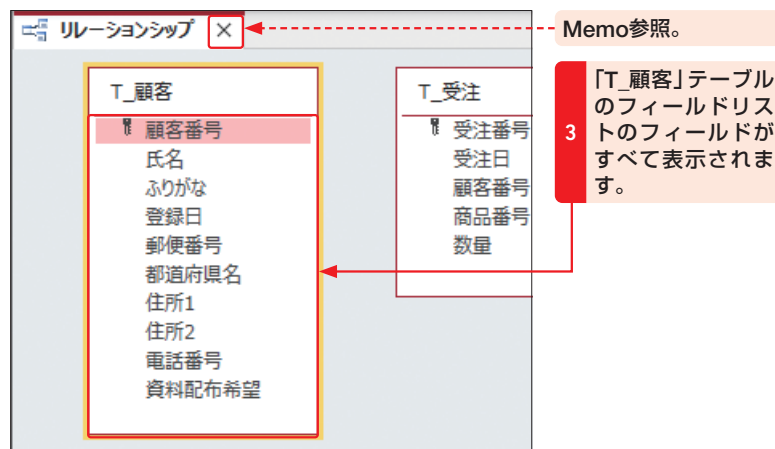 リレーションシップ ×
Memo参照。
T_顧客
顧客番号
氏名
ふりがな
登録日
郵便番号
都道府県名
住所1
住所2
電話番号
資料配布希望
T_受注
受注番号
受注日
顧客番号
商品番号
数量
3
「T_顧客」テーブル
のフィールドリス
トのフィールドが
すべて表示されま
す。